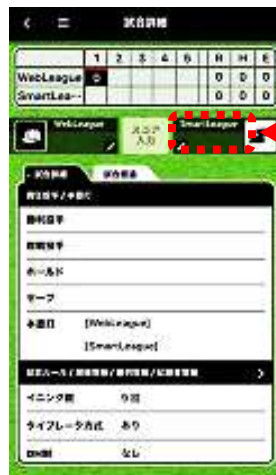 試合詳細
1 2 3 4 5 R H E
WebLeague 0 0 0 0
SmartLea-- 0 0 0
WebLeague
スコア
入力
SmartLeague
試合詳細
勝利投手
敗戦投手
ホールド
セーブ
本塁打 [WebLeague]
[SmartLeague]
イニング数 9回
タイブレーク方式 あり
DH制 なし